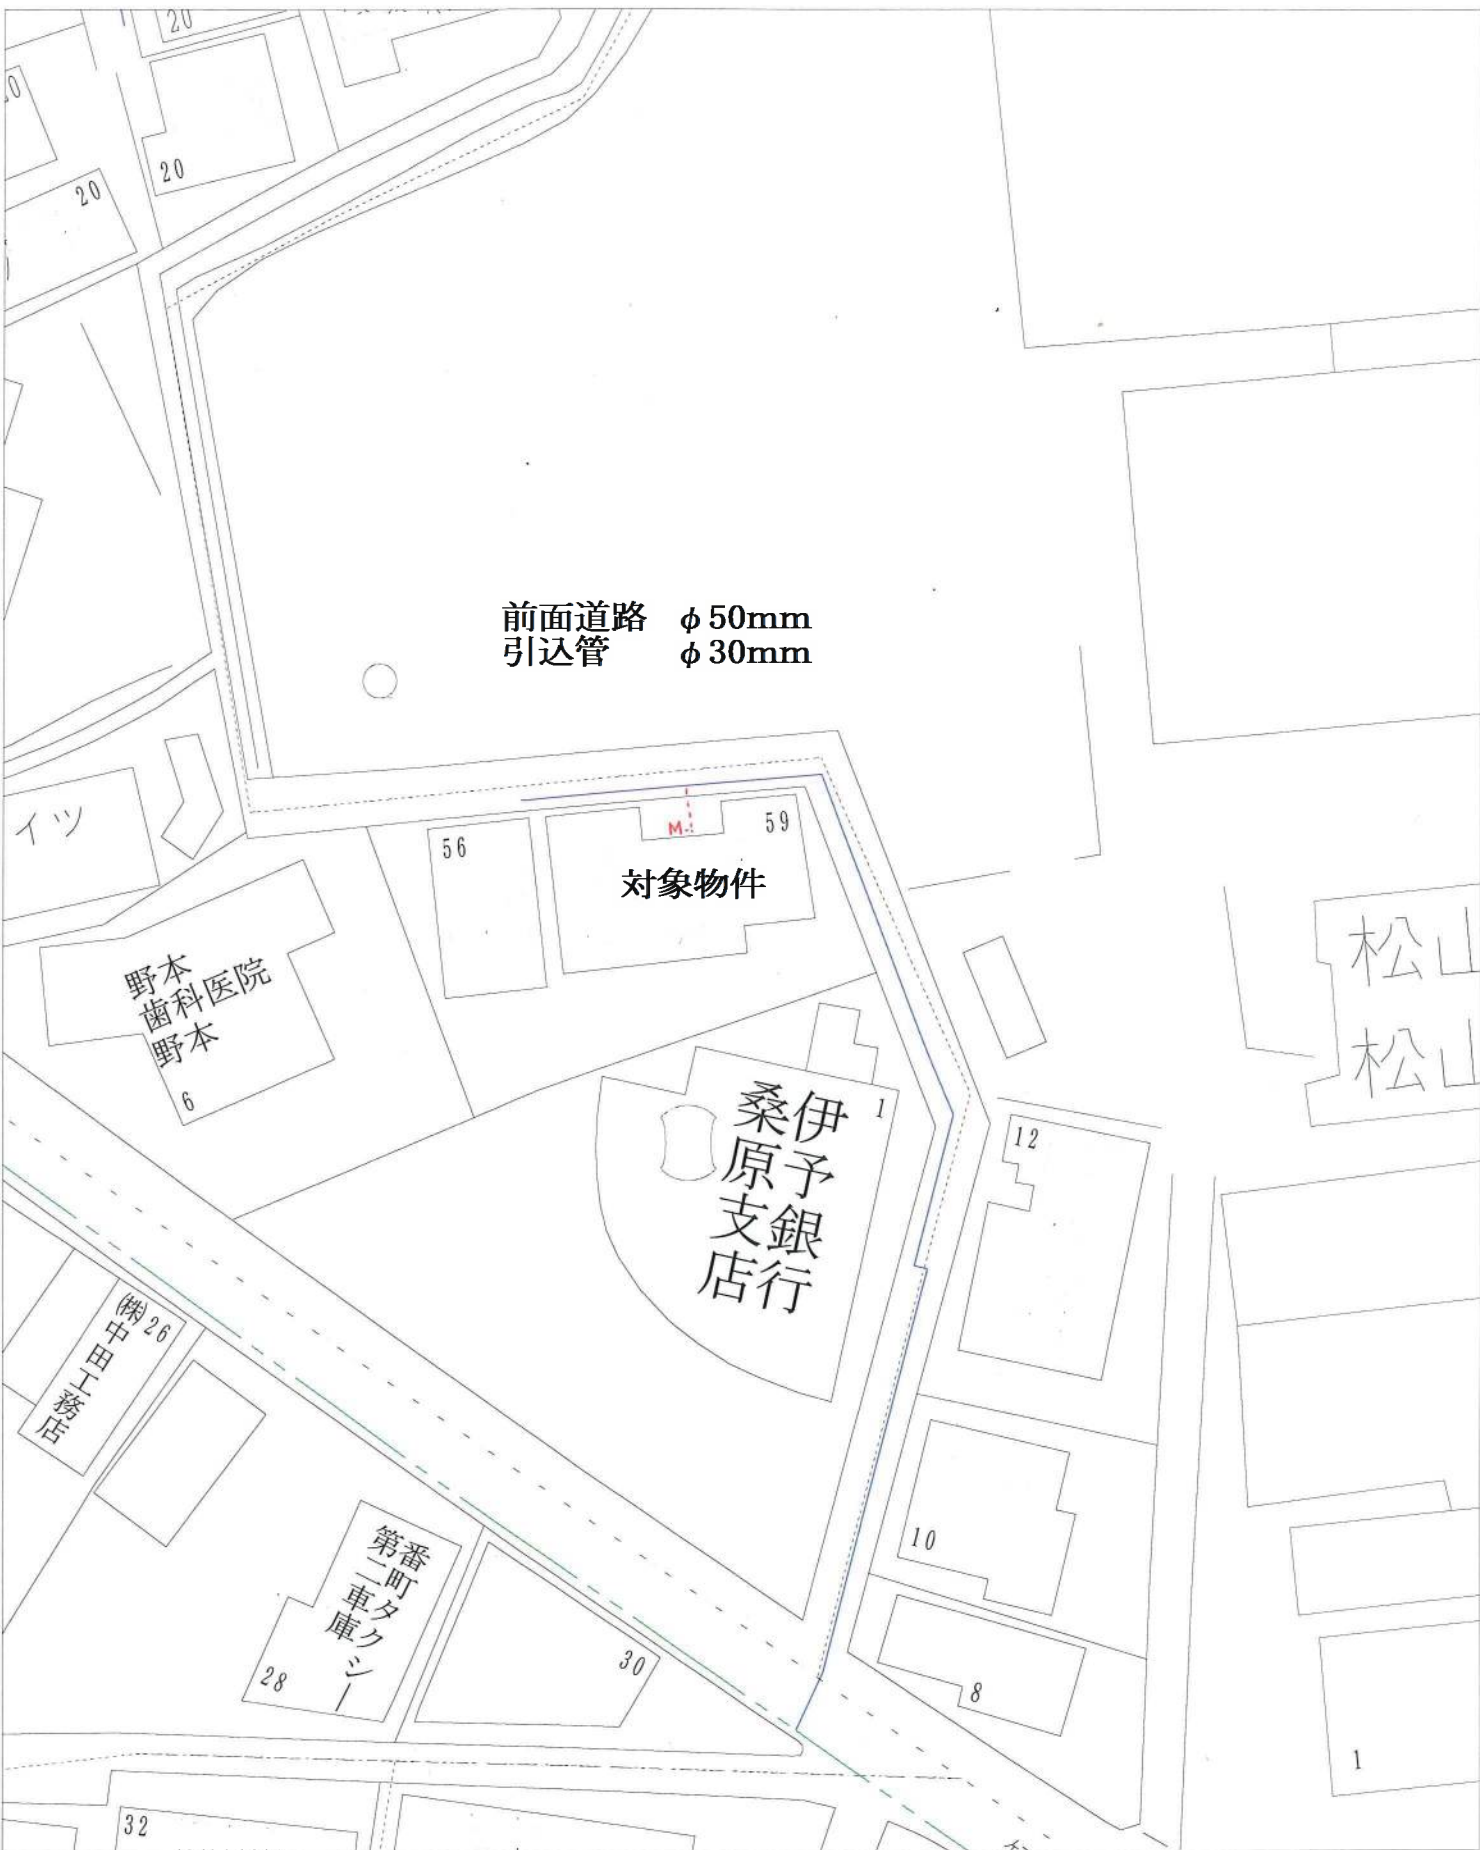 20
20
20
前面道路 φ50mm
引込管 φ30mm
イツ
56
59
M
対象物件
野本
歯科医院
野本
6
松山
松山
伊予銀行
桑原支店
1
12
㈱中田工務店
26
10
番町タクシー
第二車庫
28
30
8
1
32